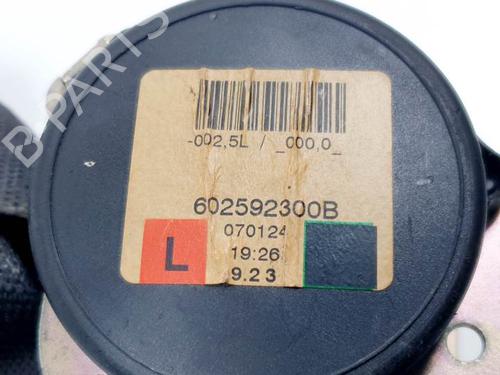 B PARTS
-002,5L / _000,0_
602592300B
070124
L
19:26
9.23